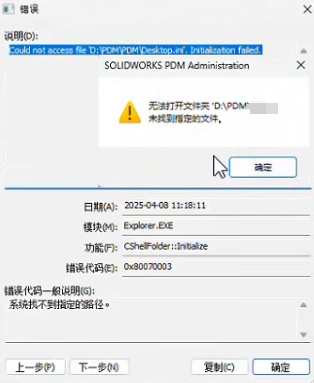 错误
说明(D):
Could not access file 'D:\PDM\PDM\Desktop.ini'. Initialization failed.
SOLIDWORKS PDM Administration
无法打开文件夹 'D:\PDM\
未找到指定的文件。
确定
日期(A): 2025-04-08 11:18:11
模块(M): Explorer.EXE
功能(F): CShelFolder::Initialize
错误代码(E): 0x80070003
错误代码一般说明(G):
系统找不到指定的路径。
上一步(P) 下一步(N) 复制(C) 确定